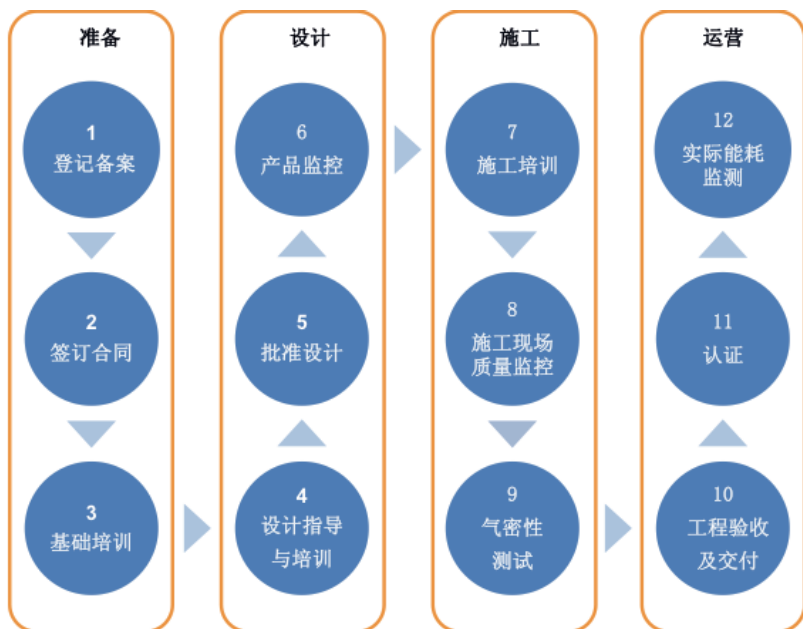 准备
1
登记备案
2
签订合同
3
基础培训
设计
6
产品监控
5
批准设计
4
设计指导
与培训
施工
7
施工培训
8
施工现场
质量监控
9
气密性
测试
运营
12
实际能耗
监测
11
认证
10
工程验收
及交付